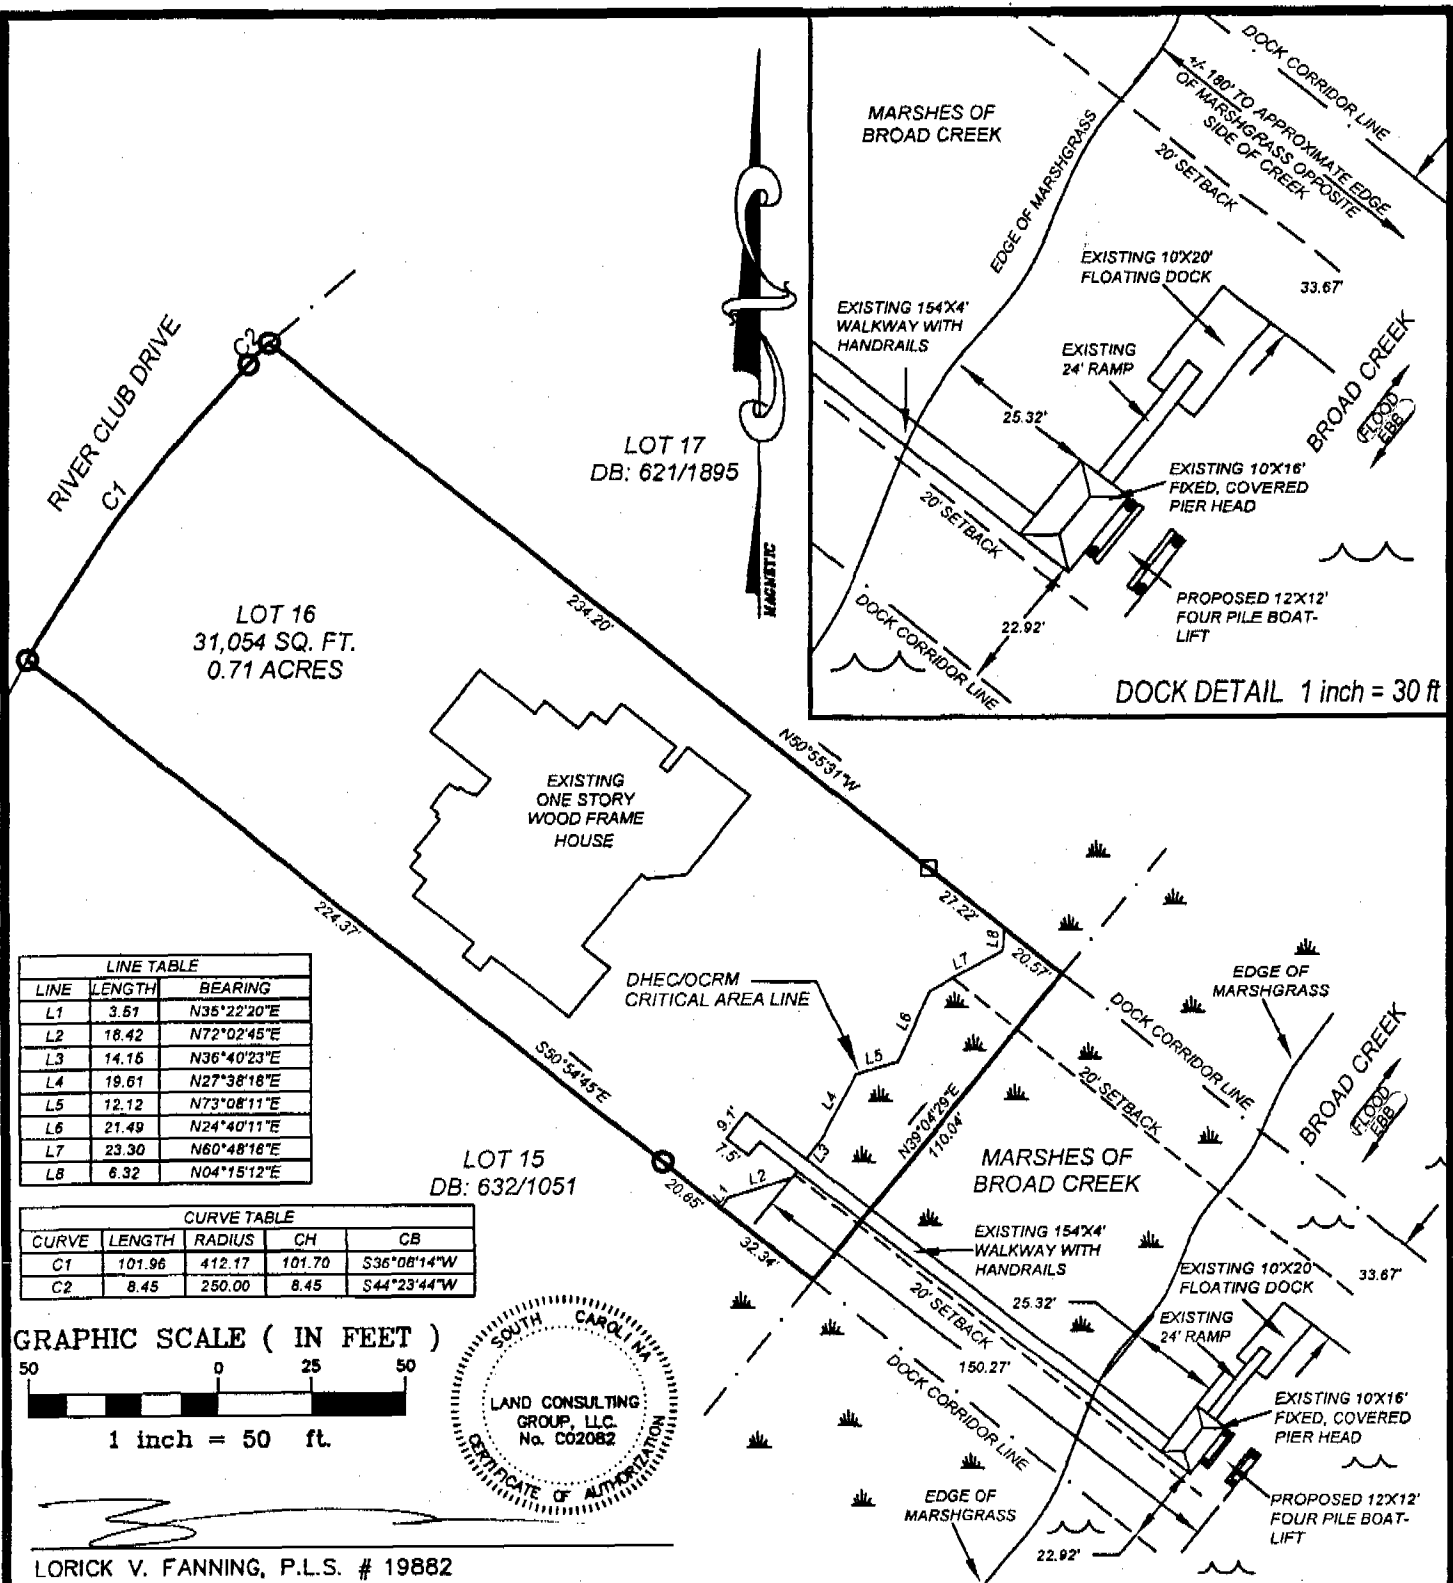 MARSHES OF
BROAD CREEK
EDGE OF MARSHGRASS
DOCK CORRIDOR LINE
+/- 180' TO APPROXIMATE EDGE
OF MARSHGRASS OPPOSITE
SIDE OF CREEK
20' SETBACK
EXISTING 10'X20'
FLOATING DOCK
33.67'
EXISTING 154'X4'
WALKWAY WITH
HANDRAILS
EXISTING
24' RAMP
BROAD CREEK
FLOOD
EBB
25.32'
EXISTING 10'X16'
FIXED, COVERED
PIER HEAD
20' SETBACK
PROPOSED 12'X12'
FOUR PILE BOAT-
LIFT
22.92'
DOCK CORRIDOR LINE
DOCK DETAIL 1 inch = 30 ft
RIVER CLUB DRIVE
C1
C2
LOT 17
DB: 621/1895
MAGNETIC
234.20'
LOT 16
31,054 SQ. FT.
0.71 ACRES
N50°55'31"W
EXISTING
ONE STORY
WOOD FRAME
HOUSE
224.37'
27.22'
20.57'
L8
L7
L6
L5
L4
L3
L2
L1
DHEC/OCRM
CRITICAL AREA LINE
S50°54'45"E
9.1'
7.5'
N39°04'29"E
110.04'
20.65'
32.34'
LOT 15
DB: 632/1051
LINE TABLE
LINE LENGTH BEARING
L1 3.51 N35°22'20"E
L2 18.42 N72°02'45"E
L3 14.15 N36°40'23"E
L4 19.61 N27°38'18"E
L5 12.12 N73°08'11"E
L6 21.49 N24°40'11"E
L7 23.30 N60°48'16"E
L8 6.32 N04°15'12"E
CURVE TABLE
CURVE LENGTH RADIUS CH CB
C1 101.96 412.17 101.70 S36°08'14"W
C2 8.45 250.00 8.45 S44°23'44"W
EDGE OF
MARSHGRASS
DOCK CORRIDOR LINE
20' SETBACK
BROAD CREEK
FLOOD
EBB
MARSHES OF
BROAD CREEK
EXISTING 154'X4'
WALKWAY WITH
HANDRAILS
EXISTING 10'X20'
FLOATING DOCK
33.67'
25.32'
EXISTING
24' RAMP
20' SETBACK
150.27'
DOCK CORRIDOR LINE
EXISTING 10'X16'
FIXED, COVERED
PIER HEAD
EDGE OF
MARSHGRASS
PROPOSED 12'X12'
FOUR PILE BOAT-
LIFT
22.92'
GRAPHIC SCALE ( IN FEET )
50 0 25 50
1 inch = 50 ft.
SOUTH CAROLINA
LAND CONSULTING
GROUP, LLC.
No. C02082
CERTIFICATE OF AUTHORIZATION
LORICK V. FANNING, P.L.S. # 19882